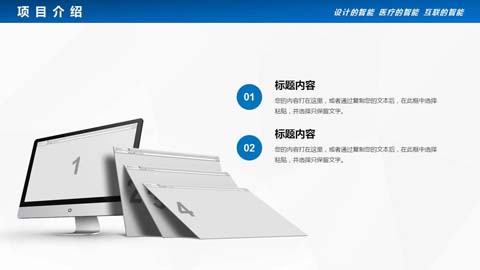 项目介绍
设计的智能 医疗的智能 互联的智能
01
标题内容
您的内容打在这里，或者通过复制您的文本后，在此框中选择
粘贴，并选择只保留文字。
02
标题内容
您的内容打在这里，或者通过复制您的文本后，在此框中选择
粘贴，并选择只保留文字。
1
2
3
4